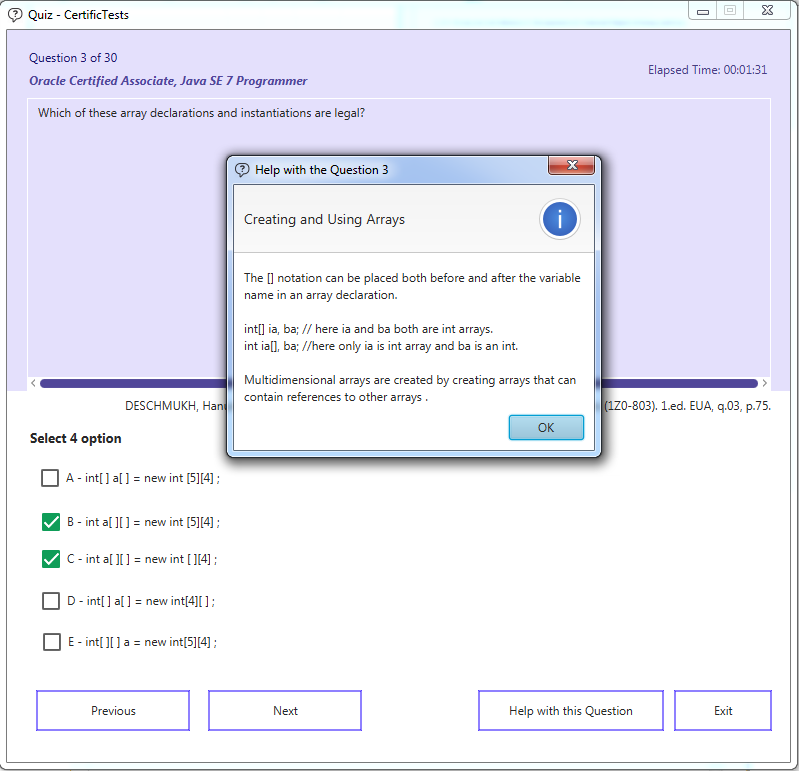 Quiz - CertificTests
Question 3 of 30
Oracle Certified Associate, Java SE 7 Programmer
Elapsed Time: 00:01:31
Which of these array declarations and instantiations are legal?
Help with the Question 3
Creating and Using Arrays
The [] notation can be placed both before and after the variable
name in an array declaration.
int[] ia, ba; // here ia and ba both are int arrays.
int ia[], ba; //here only ia is int array and ba is an int.
Multidimensional arrays are created by creating arrays that can
contain references to other arrays .
OK
DESCHMUKH, (1Z0-803). 1.ed. EUA, q.03, p.75.
Select 4 option
A - int[ ] a[ ] = new int [5][4] ;
B - int a[ ][ ] = new int [5][4] ;
C - int a[ ][ ] = new int [ ][4] ;
D - int[ ] a[ ] = new int[4][ ] ;
E - int[ ][ ] a = new int[5][4] ;
Previous
Next
Help with this Question
Exit